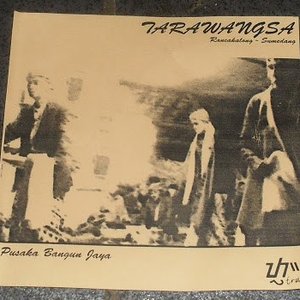 TARAWANGSA
Rancakalong - Sumedang
Pusaka Bangun Jaya